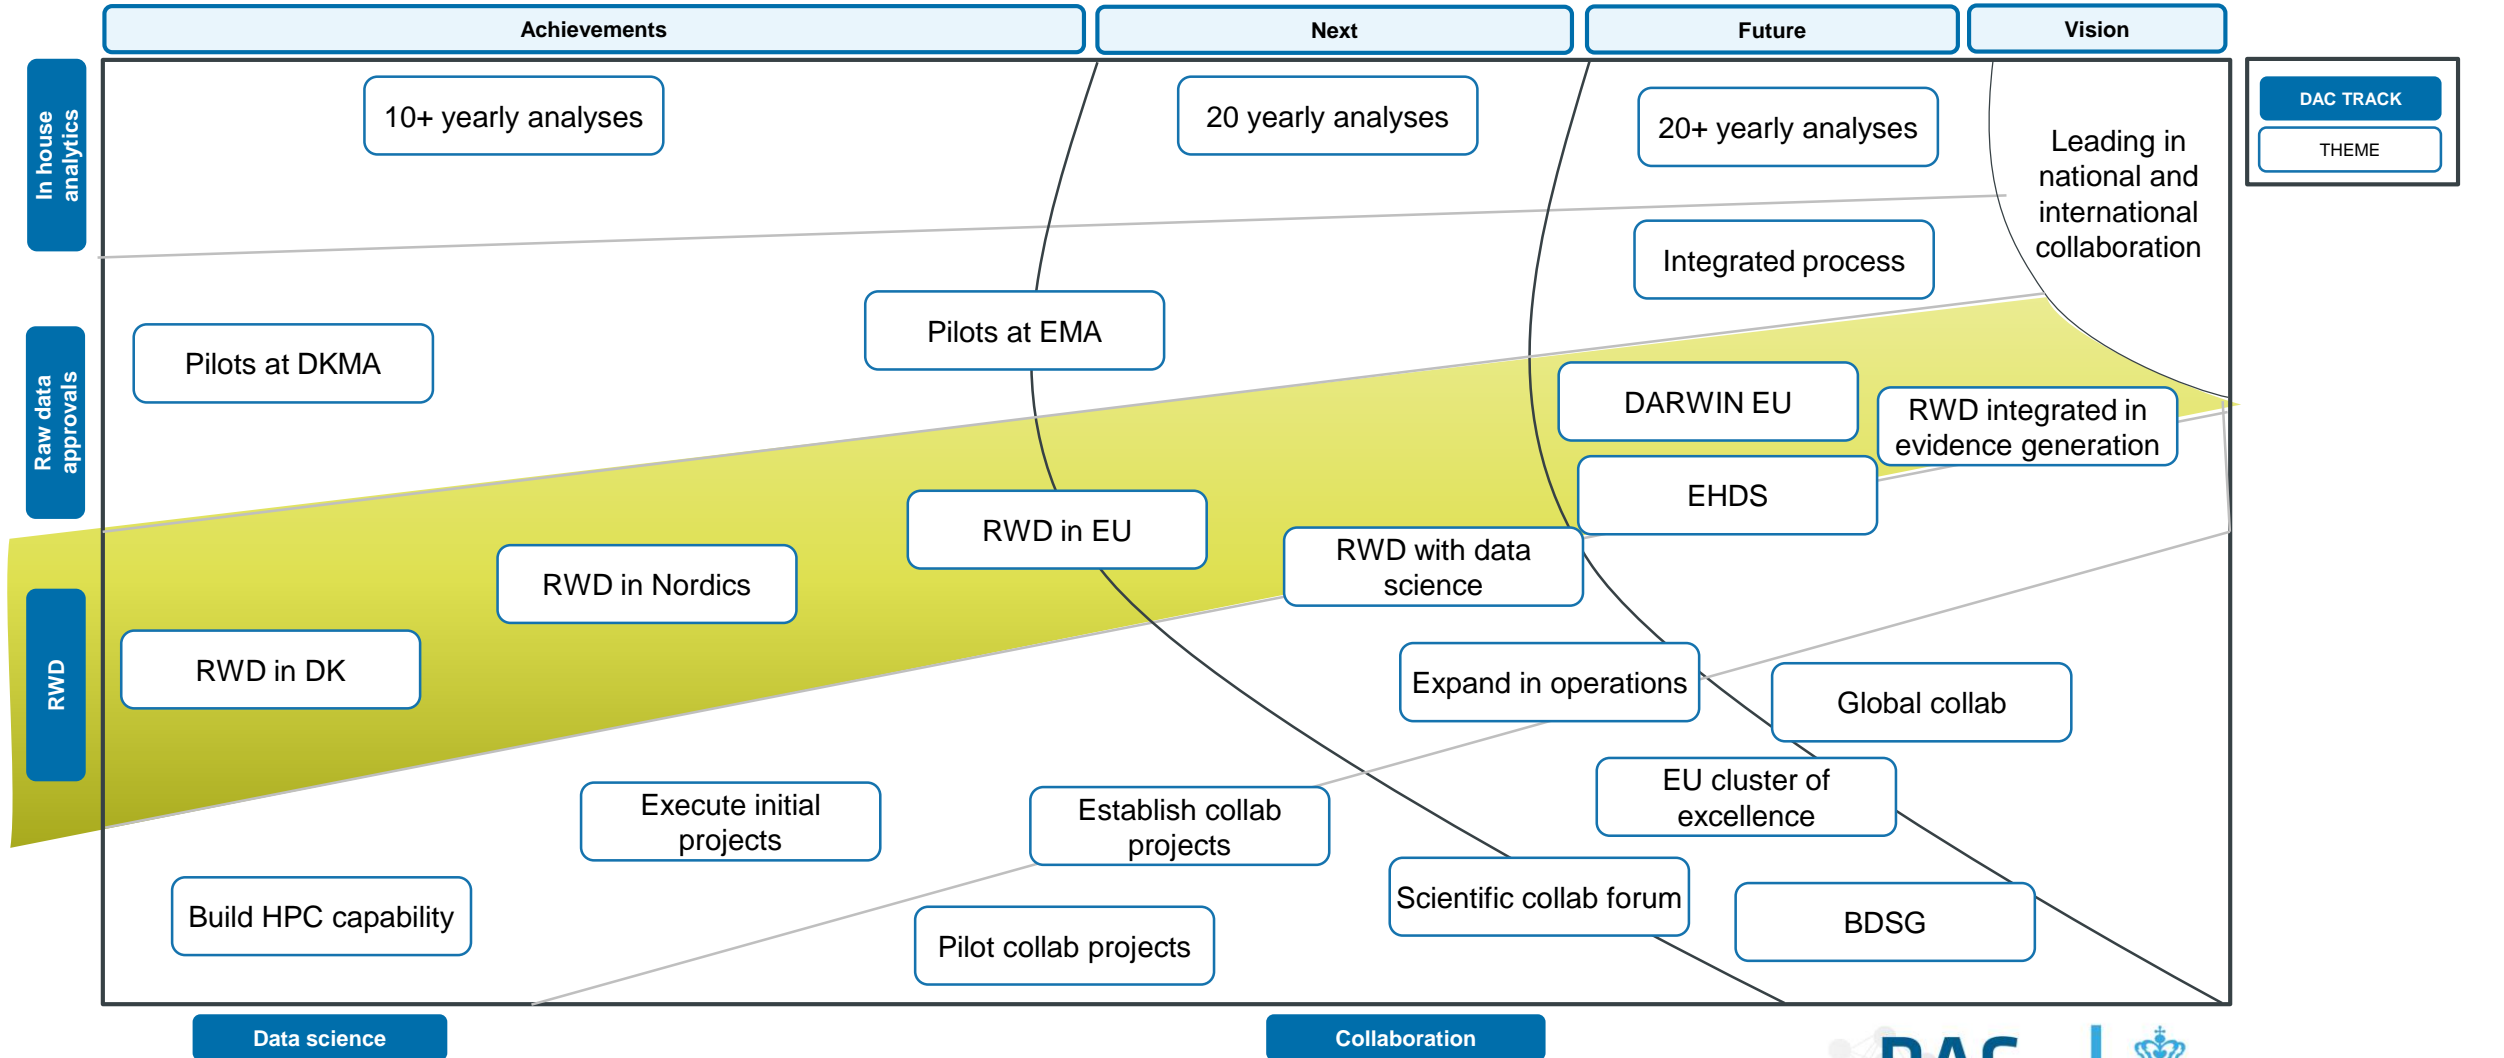 Achievements
Next
Future
Vision
In house
analytics
10+ yearly analyses
20 yearly analyses
20+ yearly analyses
Leading in
national and
international
collaboration
DAC TRACK
THEME
Integrated process
Raw data
approvals
Pilots at DKMA
Pilots at EMA
DARWIN EU
RWD integrated in
evidence generation
EHDS
RWD
RWD in DK
RWD in Nordics
RWD in EU
RWD with data
science
Expand in operations
Global collab
Execute initial
projects
Establish collab
projects
EU cluster of
excellence
Build HPC capability
Pilot collab projects
Scientific collab forum
BDSG
Data science
Collaboration
DAC